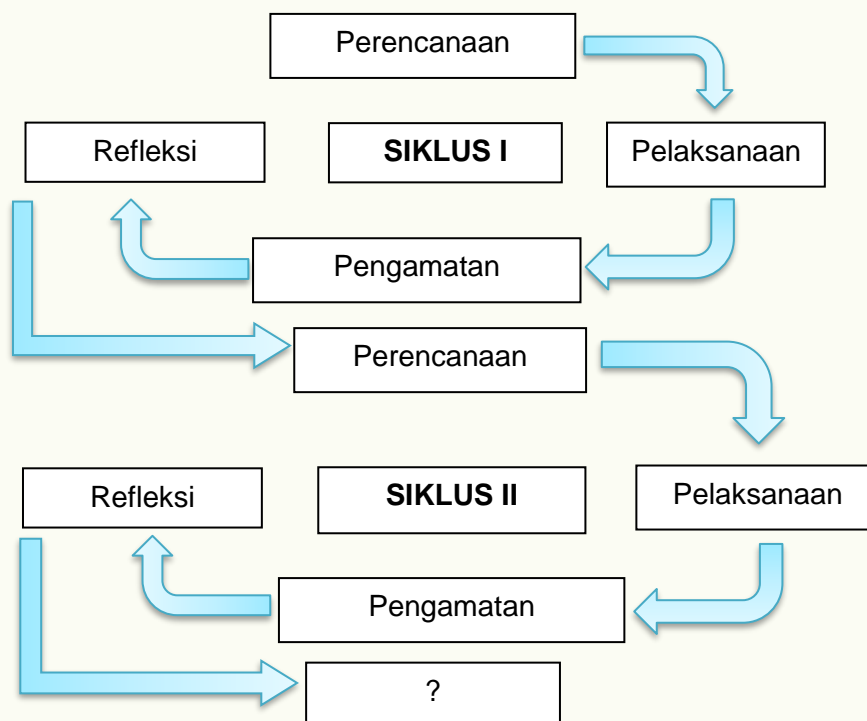 Perencanaan
Refleksi
SIKLUS I
Pelaksanaan
Pengamatan
Perencanaan
Refleksi
SIKLUS II
Pelaksanaan
Pengamatan
?